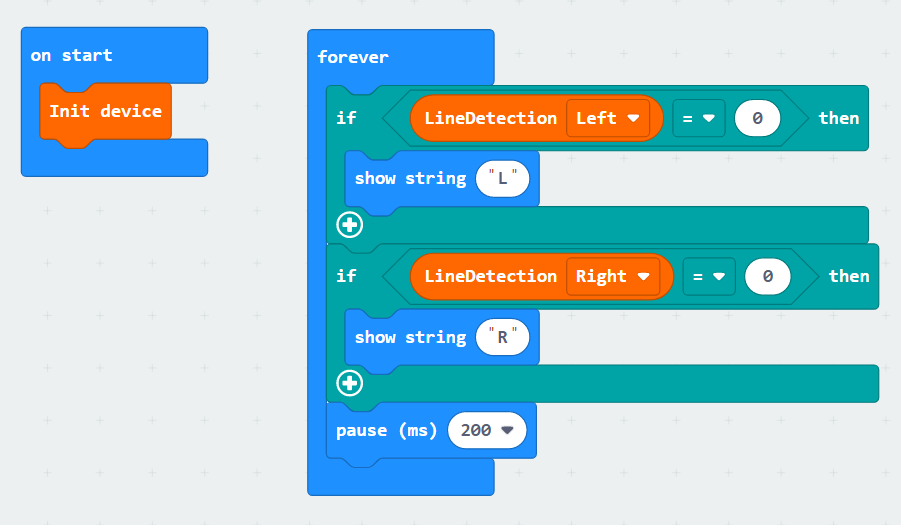 on start
Init device
forever
if LineDetection Left = 0 then
show string "L"
if LineDetection Right = 0 then
show string "R"
pause (ms) 200